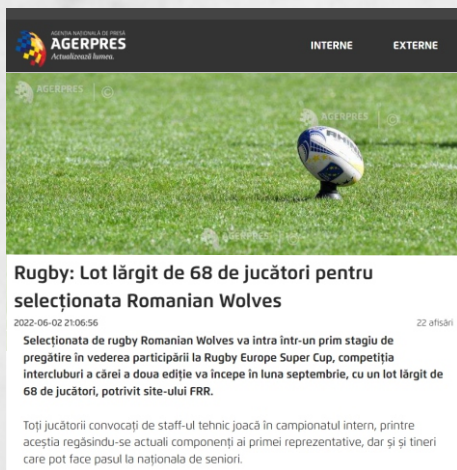 AGENȚIA NAȚIONALĂ DE PRESĂ
AGERPRES
Actualizează lumea.
INTERNE EXTERNE
AGERPRES ©
AGERPRES ©
RHINO
AGERPRES
Rugby: Lot lărgit de 68 de jucători pentru
selecționata Romanian Wolves
2022-06-02 21:06:56 22 afisări
Selecționata de rugby Romanian Wolves va intra într-un prim stagiu de
pregătire în vederea participării la Rugby Europe Super Cup, competiția
intercluburi a cărei a doua ediție va începe în luna septembrie, cu un lot lărgit de
68 de jucători, potrivit site-ului FRR.
Toți jucătorii convocați de staff-ul tehnic joacă în campionatul intern, printre
aceștia regăsindu-se actuali componenți ai primei reprezentative, dar și și tineri
care pot face pasul la naționala de seniori.